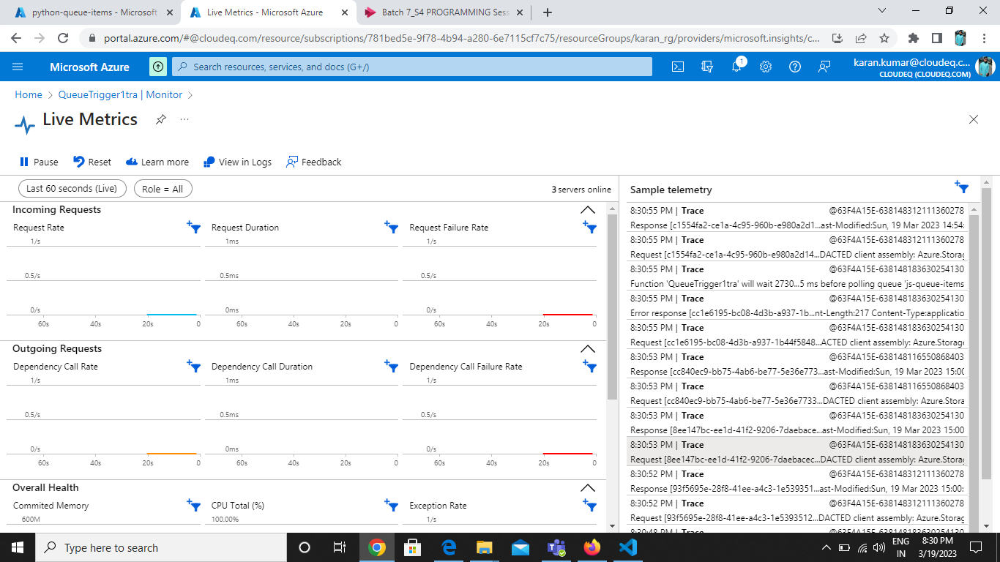 python-queue-items - Microsoft
Live Metrics - Microsoft Azure
Batch 7_S4 PROGRAMMING Sess
portal.azure.com/#@cloudeq.com/resource/subscriptions/781bed5e-9f78-4b94-a280-6e7115cf7c75/resourceGroups/karan_rg/providers/microsoft.insights/c...
Microsoft Azure
Search resources, services, and docs (G+/)
1
karan.kumar@cloudeq.c...
CLOUDEQ (CLOUDEQ.COM)
Home > QueueTrigger1tra | Monitor >
Live Metrics
...
Pause Reset Learn more View in Logs Feedback
Last 60 seconds (Live) Role = All 3 servers online
Incoming Requests
Request Rate Request Duration Request Failure Rate
1/s 1ms 1/s
0.5/s 0.5ms 0.5/s
0/s 0ms 0/s
60s 40s 20s 0 60s 40s 20s 0 60s 40s 20s 0
Outgoing Requests
Dependency Call Rate Dependency Call Duration Dependency Call Failure Rate
1/s 1ms 1/s
0.5/s 0.5ms 0.5/s
0/s 0ms 0/s
60s 40s 20s 0 60s 40s 20s 0 60s 40s 20s 0
Overall Health
Commited Memory CPU Total (%) Exception Rate
600M 100.00% 1/s
Sample telemetry
8:30:55 PM | Trace @63F4A15E-638148312111360278
Response [c1554fa2-ce1a-4c95-960b-e980a2d1...ast-Modified:Sun, 19 Mar 2023 14:54:
8:30:55 PM | Trace @63F4A15E-638148312111360278
Request [c1554fa2-ce1a-4c95-960b-e980a2d14...DACTED client assembly: Azure.Storag
8:30:55 PM | Trace @63F4A15E-638148183630254130
Function 'QueueTrigger1tra' will wait 2730...5 ms before polling queue 'js-queue-items
8:30:55 PM | Trace @63F4A15E-638148183630254130
Error response [cc1e6195-bc08-4d3b-a937-1b...nt-Length:217 Content-Type:applicatio
8:30:55 PM | Trace @63F4A15E-638148183630254130
Request [cc1e6195-bc08-4d3b-a937-1b44f5848...ACTED client assembly: Azure.Storage
8:30:53 PM | Trace @63F4A15E-638148116550868403
Response [cc840ec9-bb75-4ab6-be77-5e36e773...ast-Modified:Sun, 19 Mar 2023 15:00
8:30:53 PM | Trace @63F4A15E-638148116550868403
Request [cc840ec9-bb75-4ab6-be77-5e36e7733...DACTED client assembly: Azure.Stora
8:30:53 PM | Trace @63F4A15E-638148183630254130
Response [8ee147bc-ee1d-41f2-9206-7daebace...ast-Modified:Sun, 19 Mar 2023 15:00
8:30:53 PM | Trace @63F4A15E-638148183630254130
Request [8ee147bc-ee1d-41f2-9206-7daebacec...DACTED client assembly: Azure.Storag
8:30:52 PM | Trace @63F4A15E-638148312111360278
Response [93f5695e-28f8-41ee-a4c3-1e539351...ast-Modified:Sun, 19 Mar 2023 15:00:
8:30:52 PM | Trace @63F4A15E-638148312111360278
Request [93f5695e-28f8-41ee-a4c3-1e5393512...DACTED client assembly: Azure.Stora
8:30:48 PM | Trace @63F4A15E-638148183630254130
Type here to search
ENG
IN
8:30 PM
3/19/2023